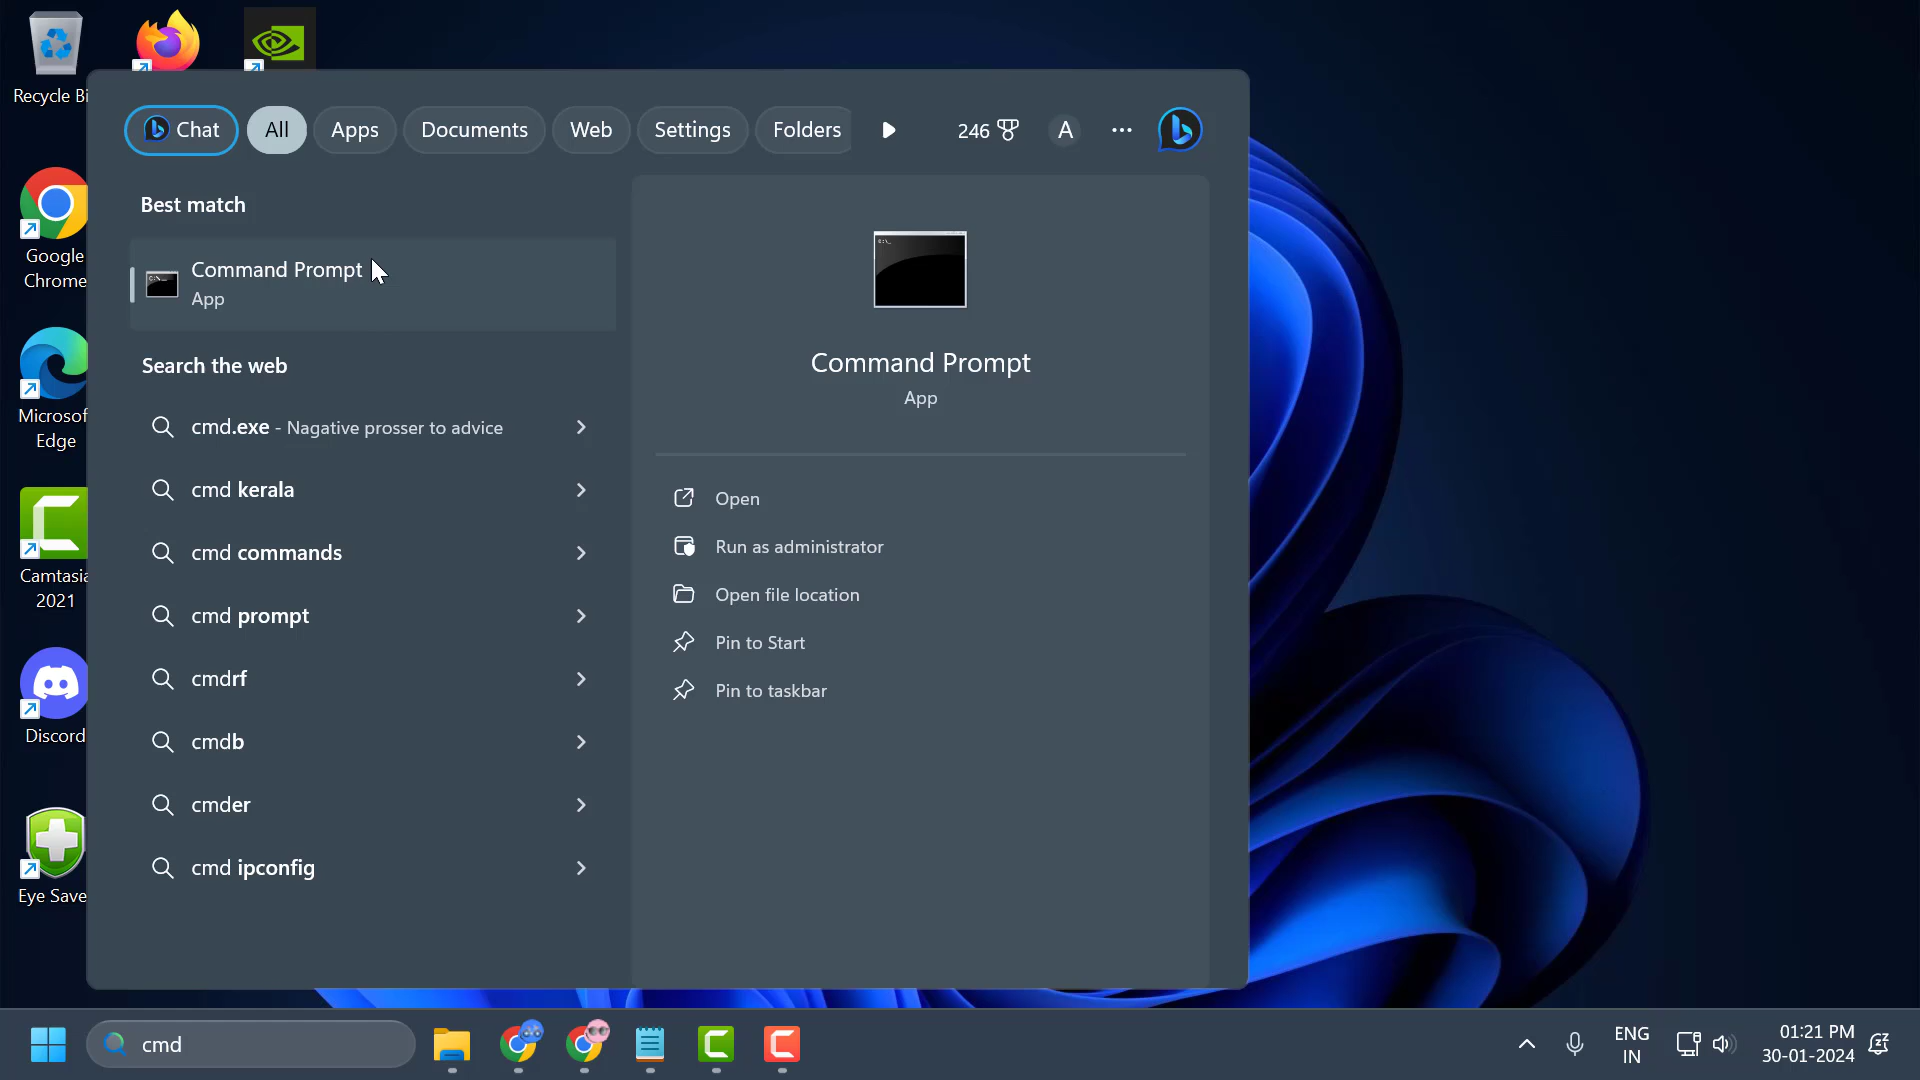 Recycle Bi
Google
Chrome
Microsof
Edge
Camtasia
2021
Discord
Eye Save
Chat
All
Apps
Documents
Web
Settings
Folders
246
A
Best match
Command Prompt
App
Search the web
cmd.exe - Nagative prosser to advice
cmd kerala
cmd commands
cmd prompt
cmdrf
cmdb
cmder
cmd ipconfig
Command Prompt
App
Open
Run as administrator
Open file location
Pin to Start
Pin to taskbar
cmd
ENG
IN
01:21 PM
30-01-2024